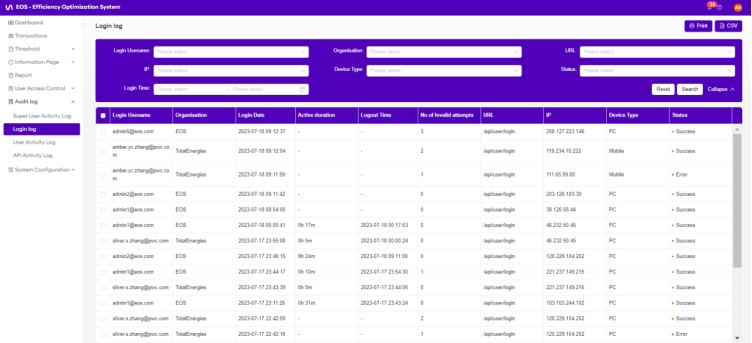 EOS - Efficiency Optimization System
Dashboard
Transactions
Threshold
Information Page
Report
User Access Control
Audit log
Super User Activity Log
Login log
User Activity Log
API Activity Log
System Configuration
Login log
Print CSV
Login Username: Please select Organisation: Please select URL: Please select
IP: Please select Device Type: Please select Status: Please select
Login Time: Please select → Please select Reset Search Collapse
Login Username Organisation Login Date Active duration Logout Time No of invalid attempts URL IP Device Type Status
admin5@eos.com EOS 2023-07-18 09:12:37 - - 3 /api/user/login 208.127.223.146 PC Success
amber.yc.zhang@pwc.co
m TotalEnergies 2023-07-18 09:12:04 - - 2 /api/user/login 119.234.10.222 Mobile Success
amber.yc.zhang@pwc.co
m TotalEnergies 2023-07-18 09:11:59 - - 1 /api/user/login 111.65.59.65 Mobile Error
admin2@eos.com EOS 2023-07-18 09:11:42 - - 0 /api/user/login 203.126.183.30 PC Success
admin1@eos.com EOS 2023-07-18 08:54:00 - - 0 /api/user/login 38.126.55.44 PC Success
admin1@eos.com EOS 2023-07-18 00:00:41 0h 17m 2023-07-18 00:17:53 0 /api/user/login 46.232.50.45 PC Success
silver.s.zhang@pwc.com TotalEnergies 2023-07-17 23:55:08 0h 5m 2023-07-18 00:00:24 0 /api/user/login 46.232.50.45 PC Success
admin2@eos.com EOS 2023-07-17 23:46:15 9h 24m 2023-07-18 09:11:09 0 /api/user/login 120.229.104.202 PC Success
admin1@eos.com EOS 2023-07-17 23:44:17 0h 10m 2023-07-17 23:54:30 1 /api/user/login 221.237.149.215 PC Success
silver.s.zhang@pwc.com TotalEnergies 2023-07-17 23:43:39 0h 0m 2023-07-17 23:44:06 0 /api/user/login 221.237.149.215 PC Success
admin1@eos.com EOS 2023-07-17 23:11:26 0h 31m 2023-07-17 23:43:24 0 /api/user/login 103.103.244.102 PC Success
silver.s.zhang@pwc.com TotalEnergies 2023-07-17 22:42:59 - - 2 /api/user/login 120.229.104.202 PC Success
silver.s.zhang@pwc.com TotalEnergies 2023-07-17 22:42:16 - - 1 /api/user/login 120.229.104.202 PC Error